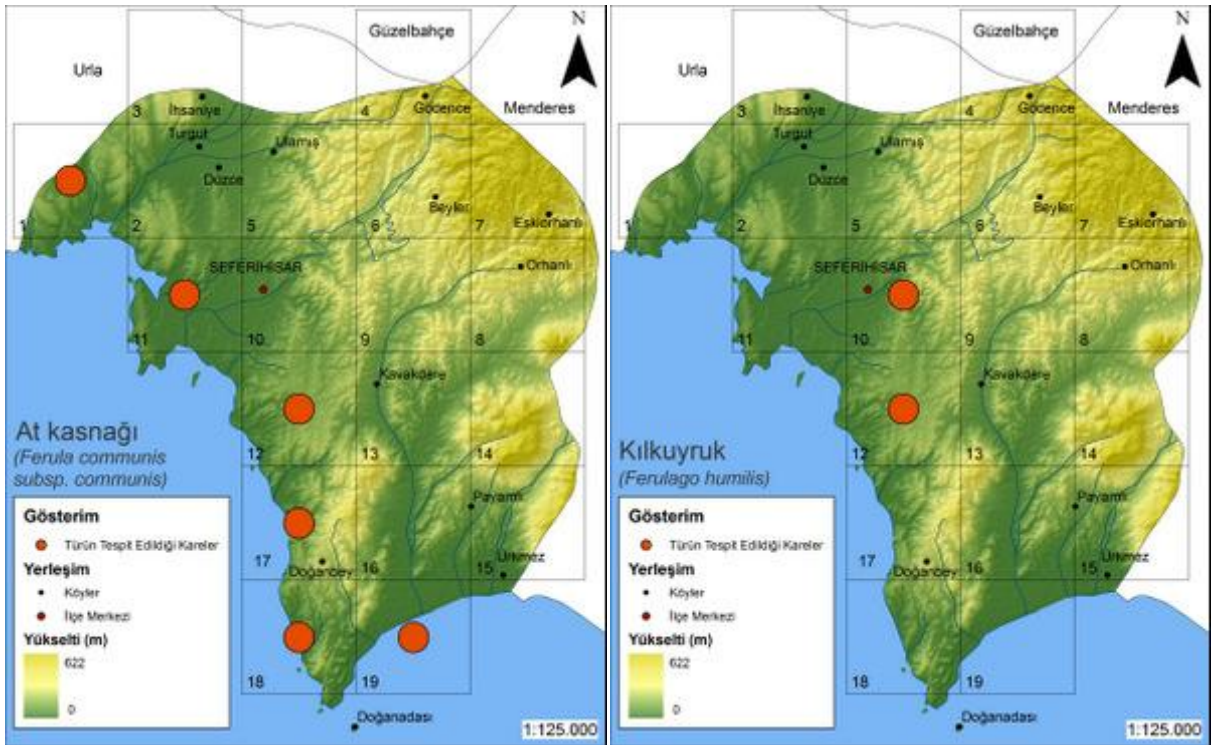 Güzelbahçe
N
Urla
3
4
Menderes
İhsaniye
Gödence
Turgut
Ulamış
Düzce
Beyler
1
2
5
6
7
Eskiorhanlı
SEFERİHİSAR
Orhanlı
11
10
9
8
Kavakdere
At kasnağı
(Ferula communis
subsp. communis)
12
13
14
Payamlı
Gösterim
Türün Tespit Edildiği Kareler
Yerleşim
Köyler
İlçe Merkezi
Yükselti (m)
622
0
17
Doğanbey
16
15
Ürkmez
18
19
Doğanadası
1:125.000
Güzelbahçe
N
Urla
3
4
Menderes
İhsaniye
Gödence
Turgut
Ulamış
Düzce
Beyler
1
2
5
6
7
Eskiorhanlı
SEFERİHİSAR
Orhanlı
11
10
9
8
Kavakdere
Kılkuyruk
(Ferulago humilis)
12
13
14
Payamlı
Gösterim
Türün Tespit Edildiği Kareler
Yerleşim
Köyler
İlçe Merkezi
Yükselti (m)
622
0
17
Doğanbey
16
15
Ürkmez
18
19
Doğanadası
1:125.000